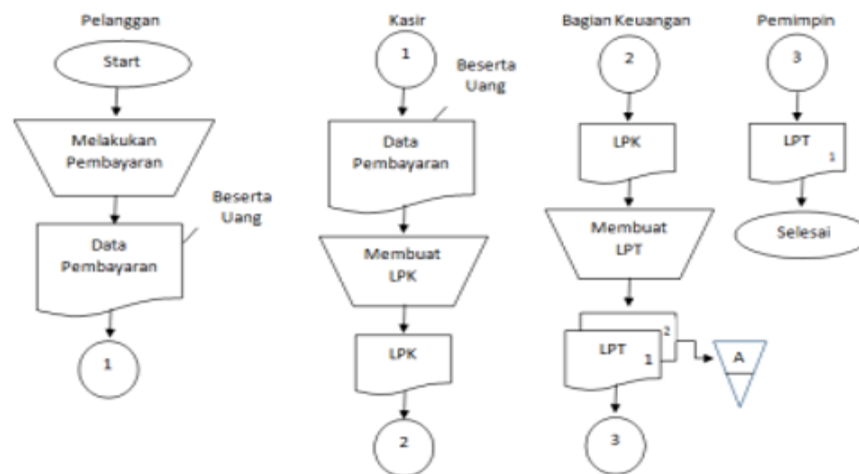 Pelanggan
Start
Melakukan
Pembayaran
Beserta
Uang
Data
Pembayaran
1
Kasir
1
Beserta
Uang
Data
Pembayaran
Membuat
LPK
LPK
2
Bagian Keuangan
2
LPK
Membuat
LPT
2
LPT
1
A
3
Pemimpin
3
LPT
1
Selesai